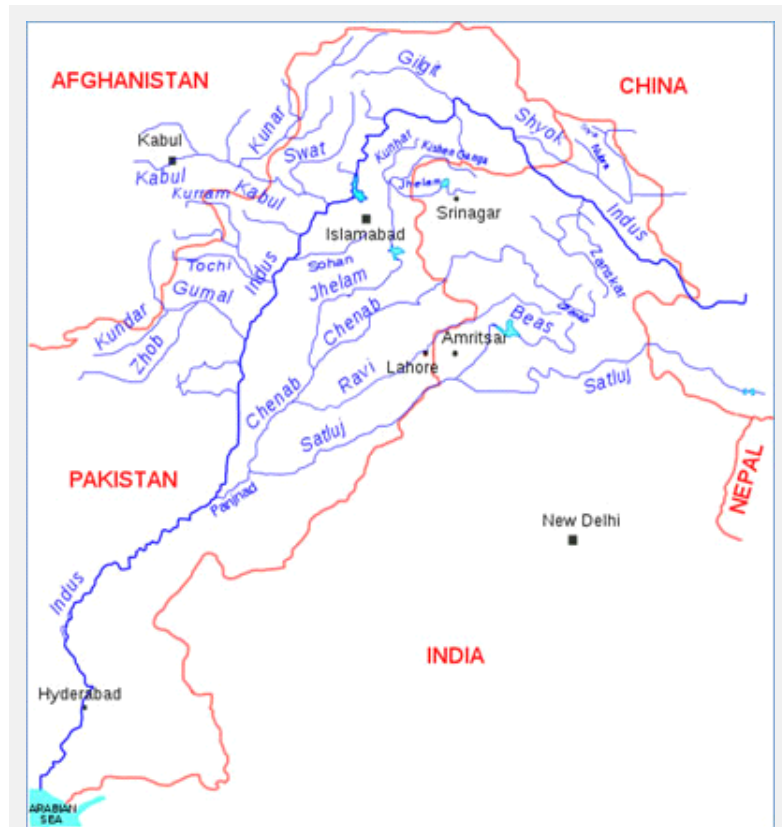 AFGHANISTAN
CHINA
Gilgit
Kunar
Swat
Shyok
Nubra
Kabul
Kabul
Kabul
Kunhar
Kishen Ganga
Kurram
Jhelam
Srinagar
Indus
Islamabad
Indus
Sohan
Zanskar
Tochi
Jhelam
Gumal
Kundar
Zhob
Chenab
Beas
Amritsar
Lahore
Ravi
Chenab
Satluj
Satluj
PAKISTAN
Panjnad
NEPAL
New Delhi
Indus
INDIA
Hyderabad
ARABIAN
SEA